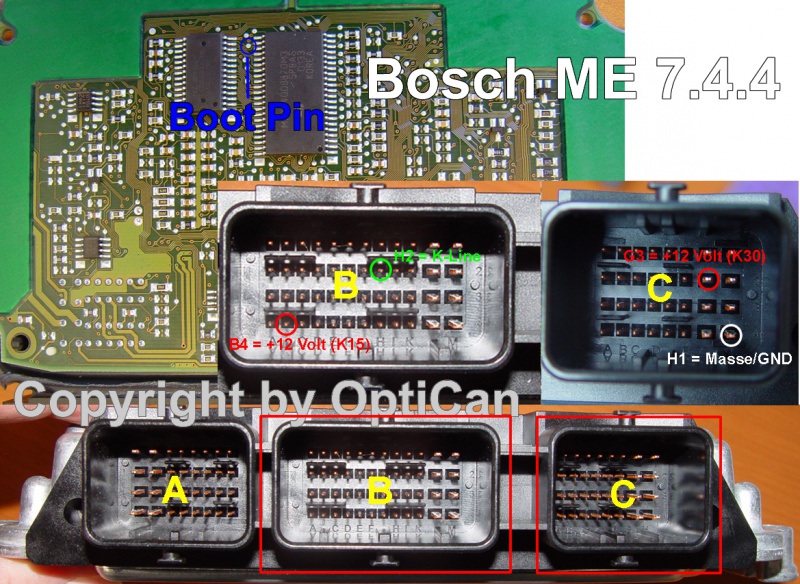 Bosch ME 7.4.4
Boot Pin
H2 = K-Line
B
B4 = +12 Volt (K15)
G3 = +12 Volt (K30)
C
H1 = Masse/GND
Copyright by OptiCan
A
B
C